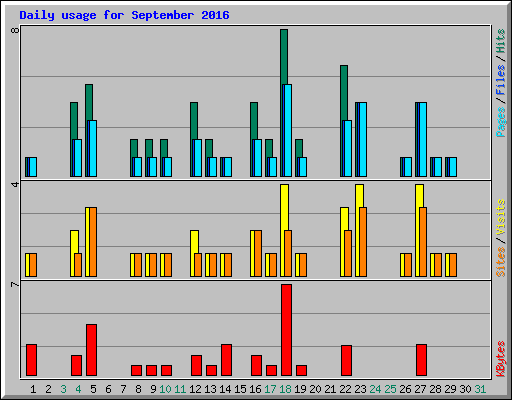 Daily usage for September 2016
8
Pages / Files / Hits
4
Sites / Visits
7
KBytes
1 2 3 4 5 6 7 8 9 10 11 12 13 14 15 16 17 18 19 20 21 22 23 24 25 26 27 28 29 30 31